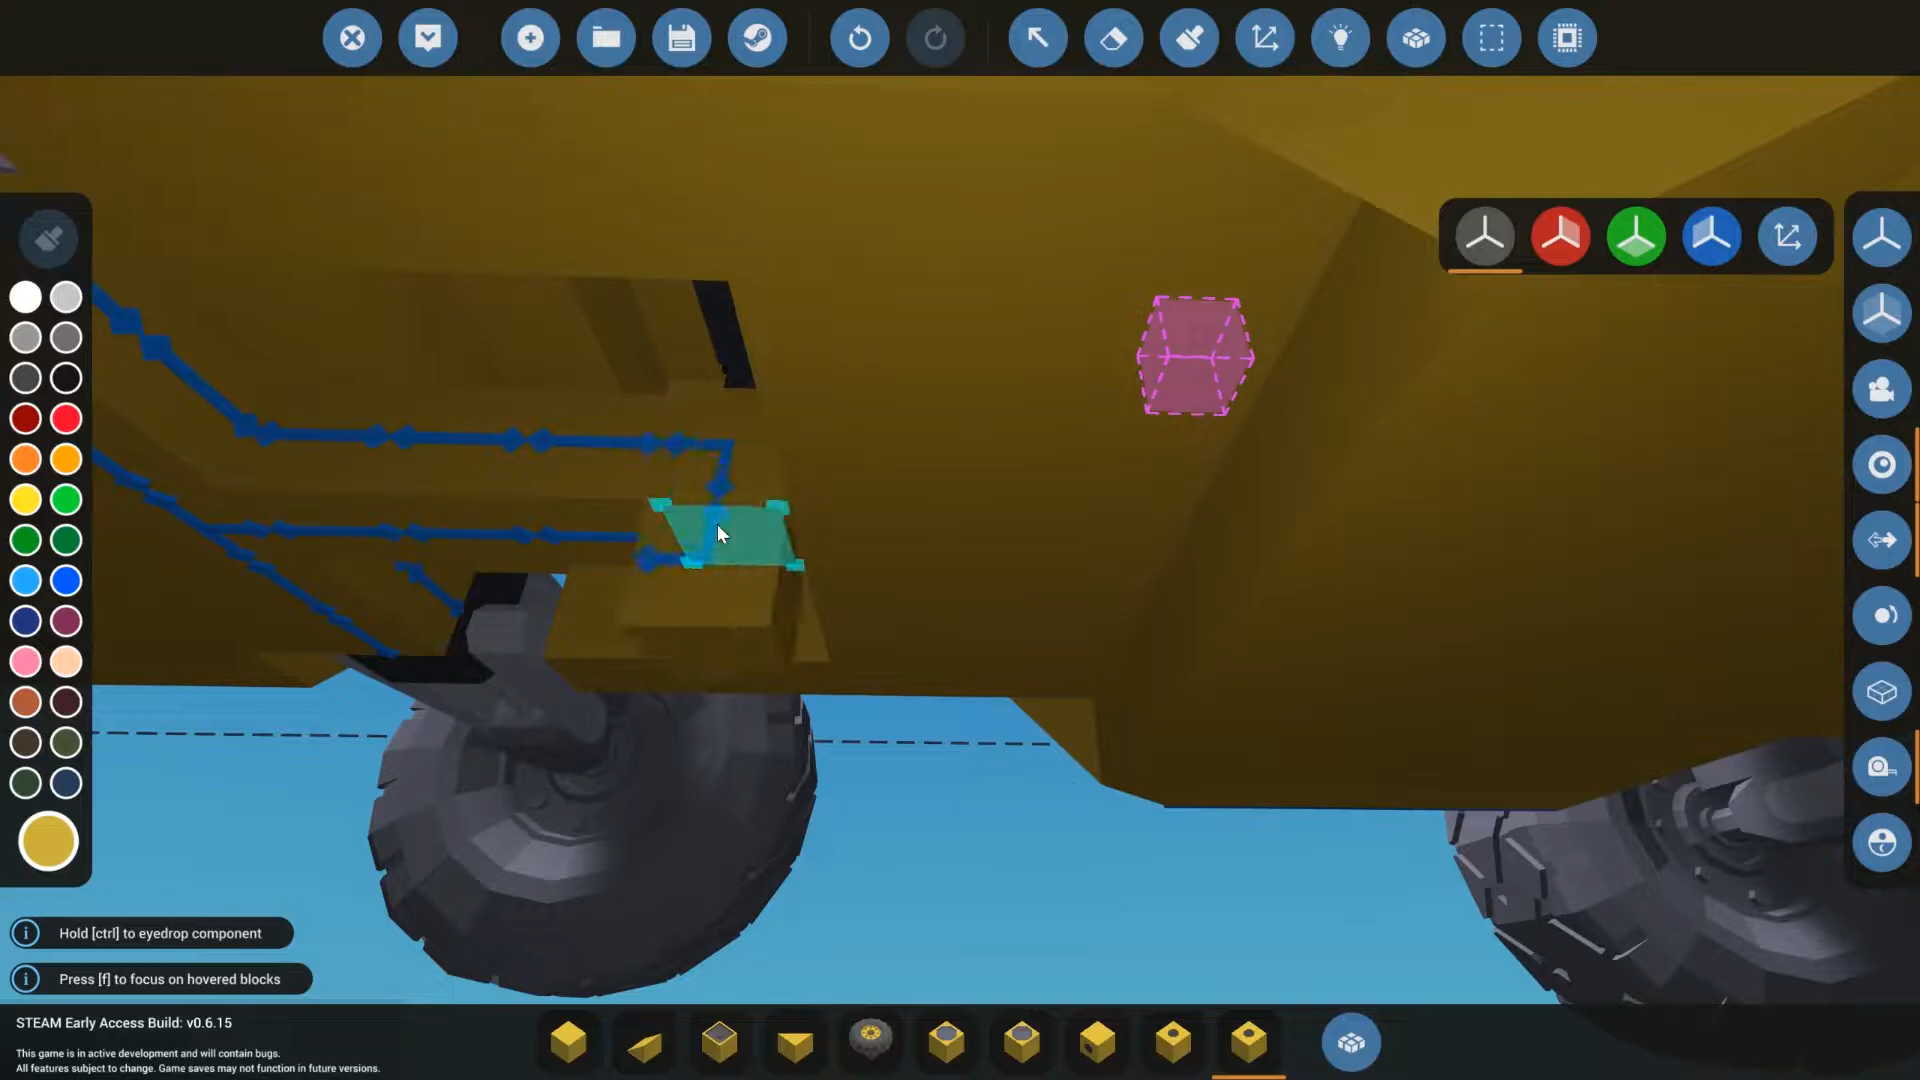 Hold [ctrl] to eyedrop component
Press [f] to focus on hovered blocks
STEAM Early Access Build: v0.6.15
This game is in active development and will contain bugs.
All features subject to change. Game saves may not function in future versions.